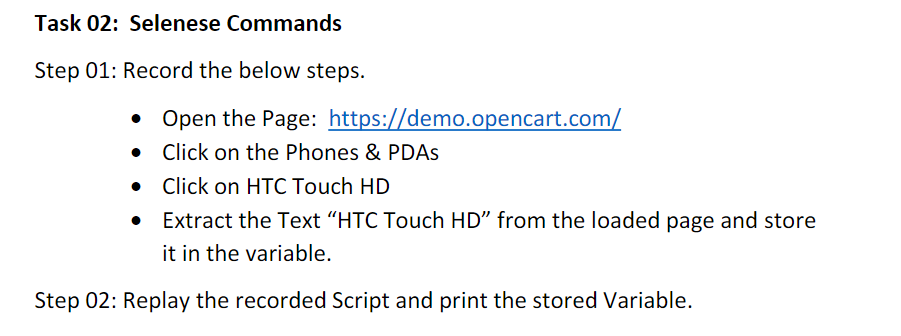 Task 02:  Selenese Commands
Step 01: Record the below steps.
• Open the Page:  https://demo.opencart.com/
• Click on the Phones & PDAs
• Click on HTC Touch HD
• Extract the Text “HTC Touch HD” from the loaded page and store
it in the variable.
Step 02: Replay the recorded Script and print the stored Variable.